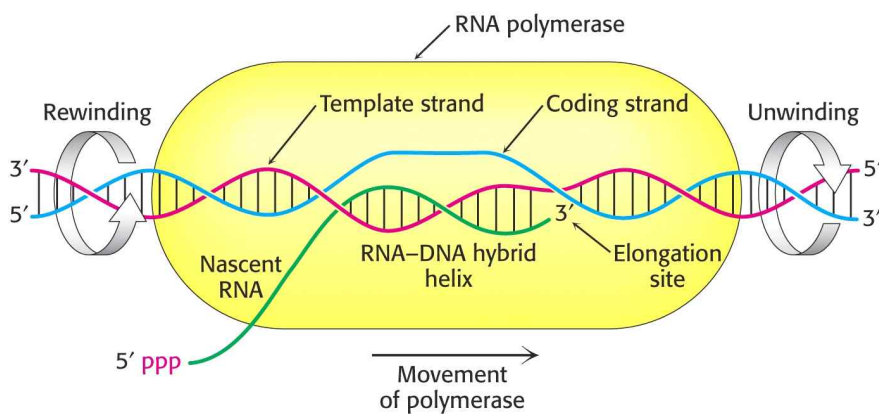 RNA polymerase
Rewinding
Template strand
Coding strand
Unwinding
3′
5′
5′
3′
3′
Nascent
RNA
RNA–DNA hybrid
helix
Elongation
site
5′ ppp
Movement
of polymerase